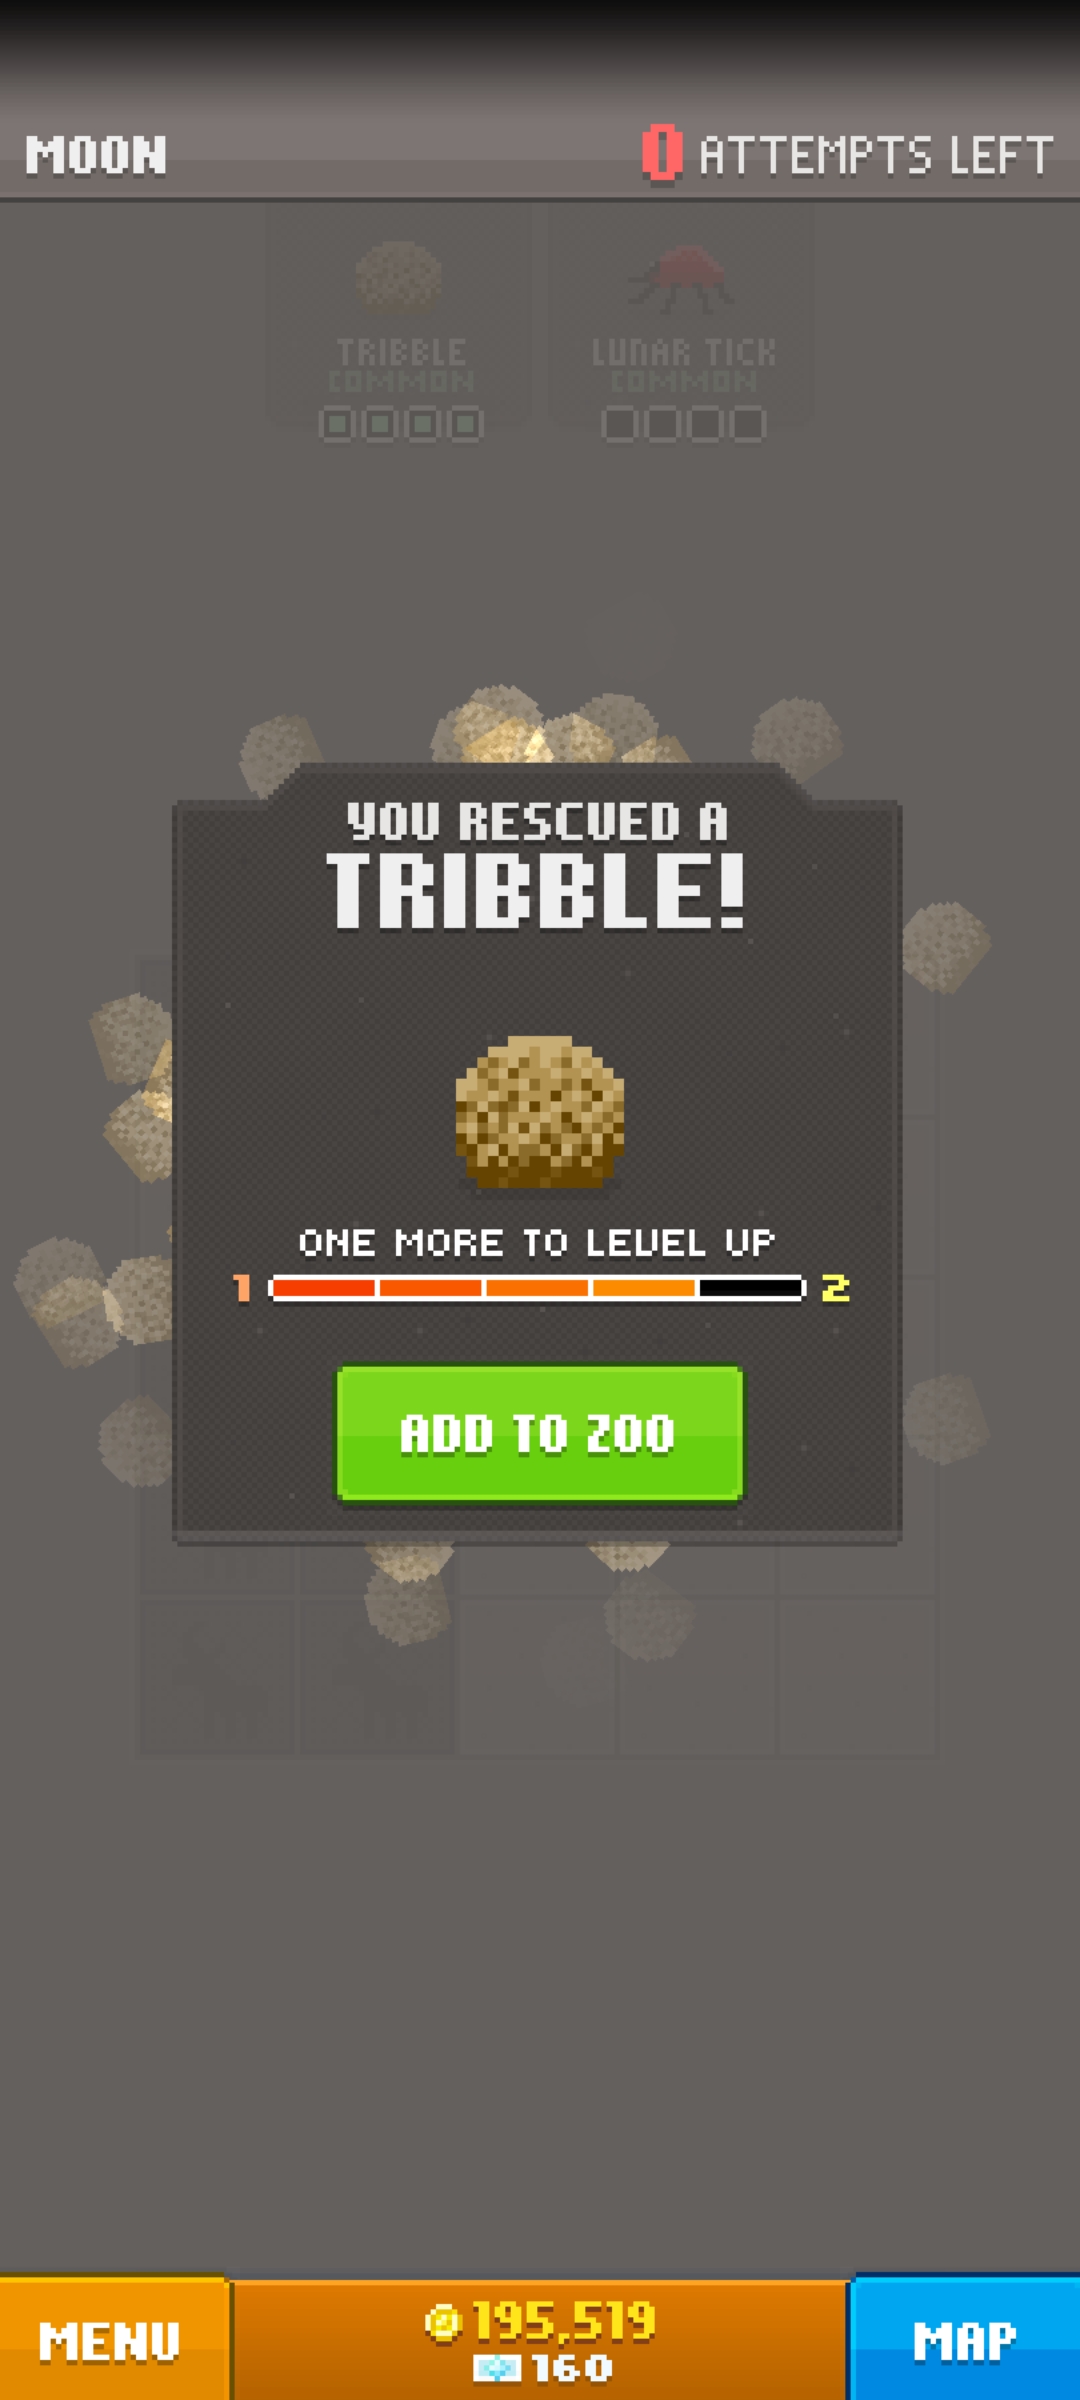 MOON
0 ATTEMPTS LEFT
TRIBBLE
COMMON
LUNAR TICK
COMMON
YOU RESCUED A
TRIBBLE!
ONE MORE TO LEVEL UP
1
2
ADD TO ZOO
MENU
195,519
160
MAP